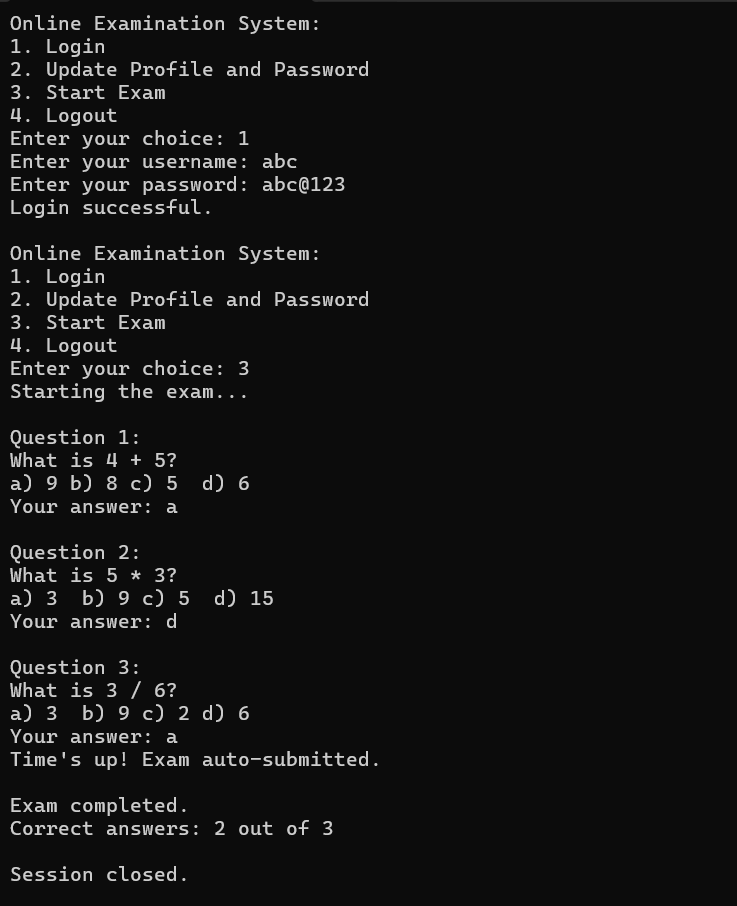 Online Examination System:
1. Login
2. Update Profile and Password
3. Start Exam
4. Logout
Enter your choice: 1
Enter your username: abc
Enter your password: abc@123
Login successful.

Online Examination System:
1. Login
2. Update Profile and Password
3. Start Exam
4. Logout
Enter your choice: 3
Starting the exam...

Question 1:
What is 4 + 5?
a) 9 b) 8 c) 5  d) 6
Your answer: a

Question 2:
What is 5 * 3?
a) 3  b) 9 c) 5  d) 15
Your answer: d

Question 3:
What is 3 / 6?
a) 3  b) 9 c) 2 d) 6
Your answer: a
Time's up! Exam auto-submitted.

Exam completed.
Correct answers: 2 out of 3

Session closed.